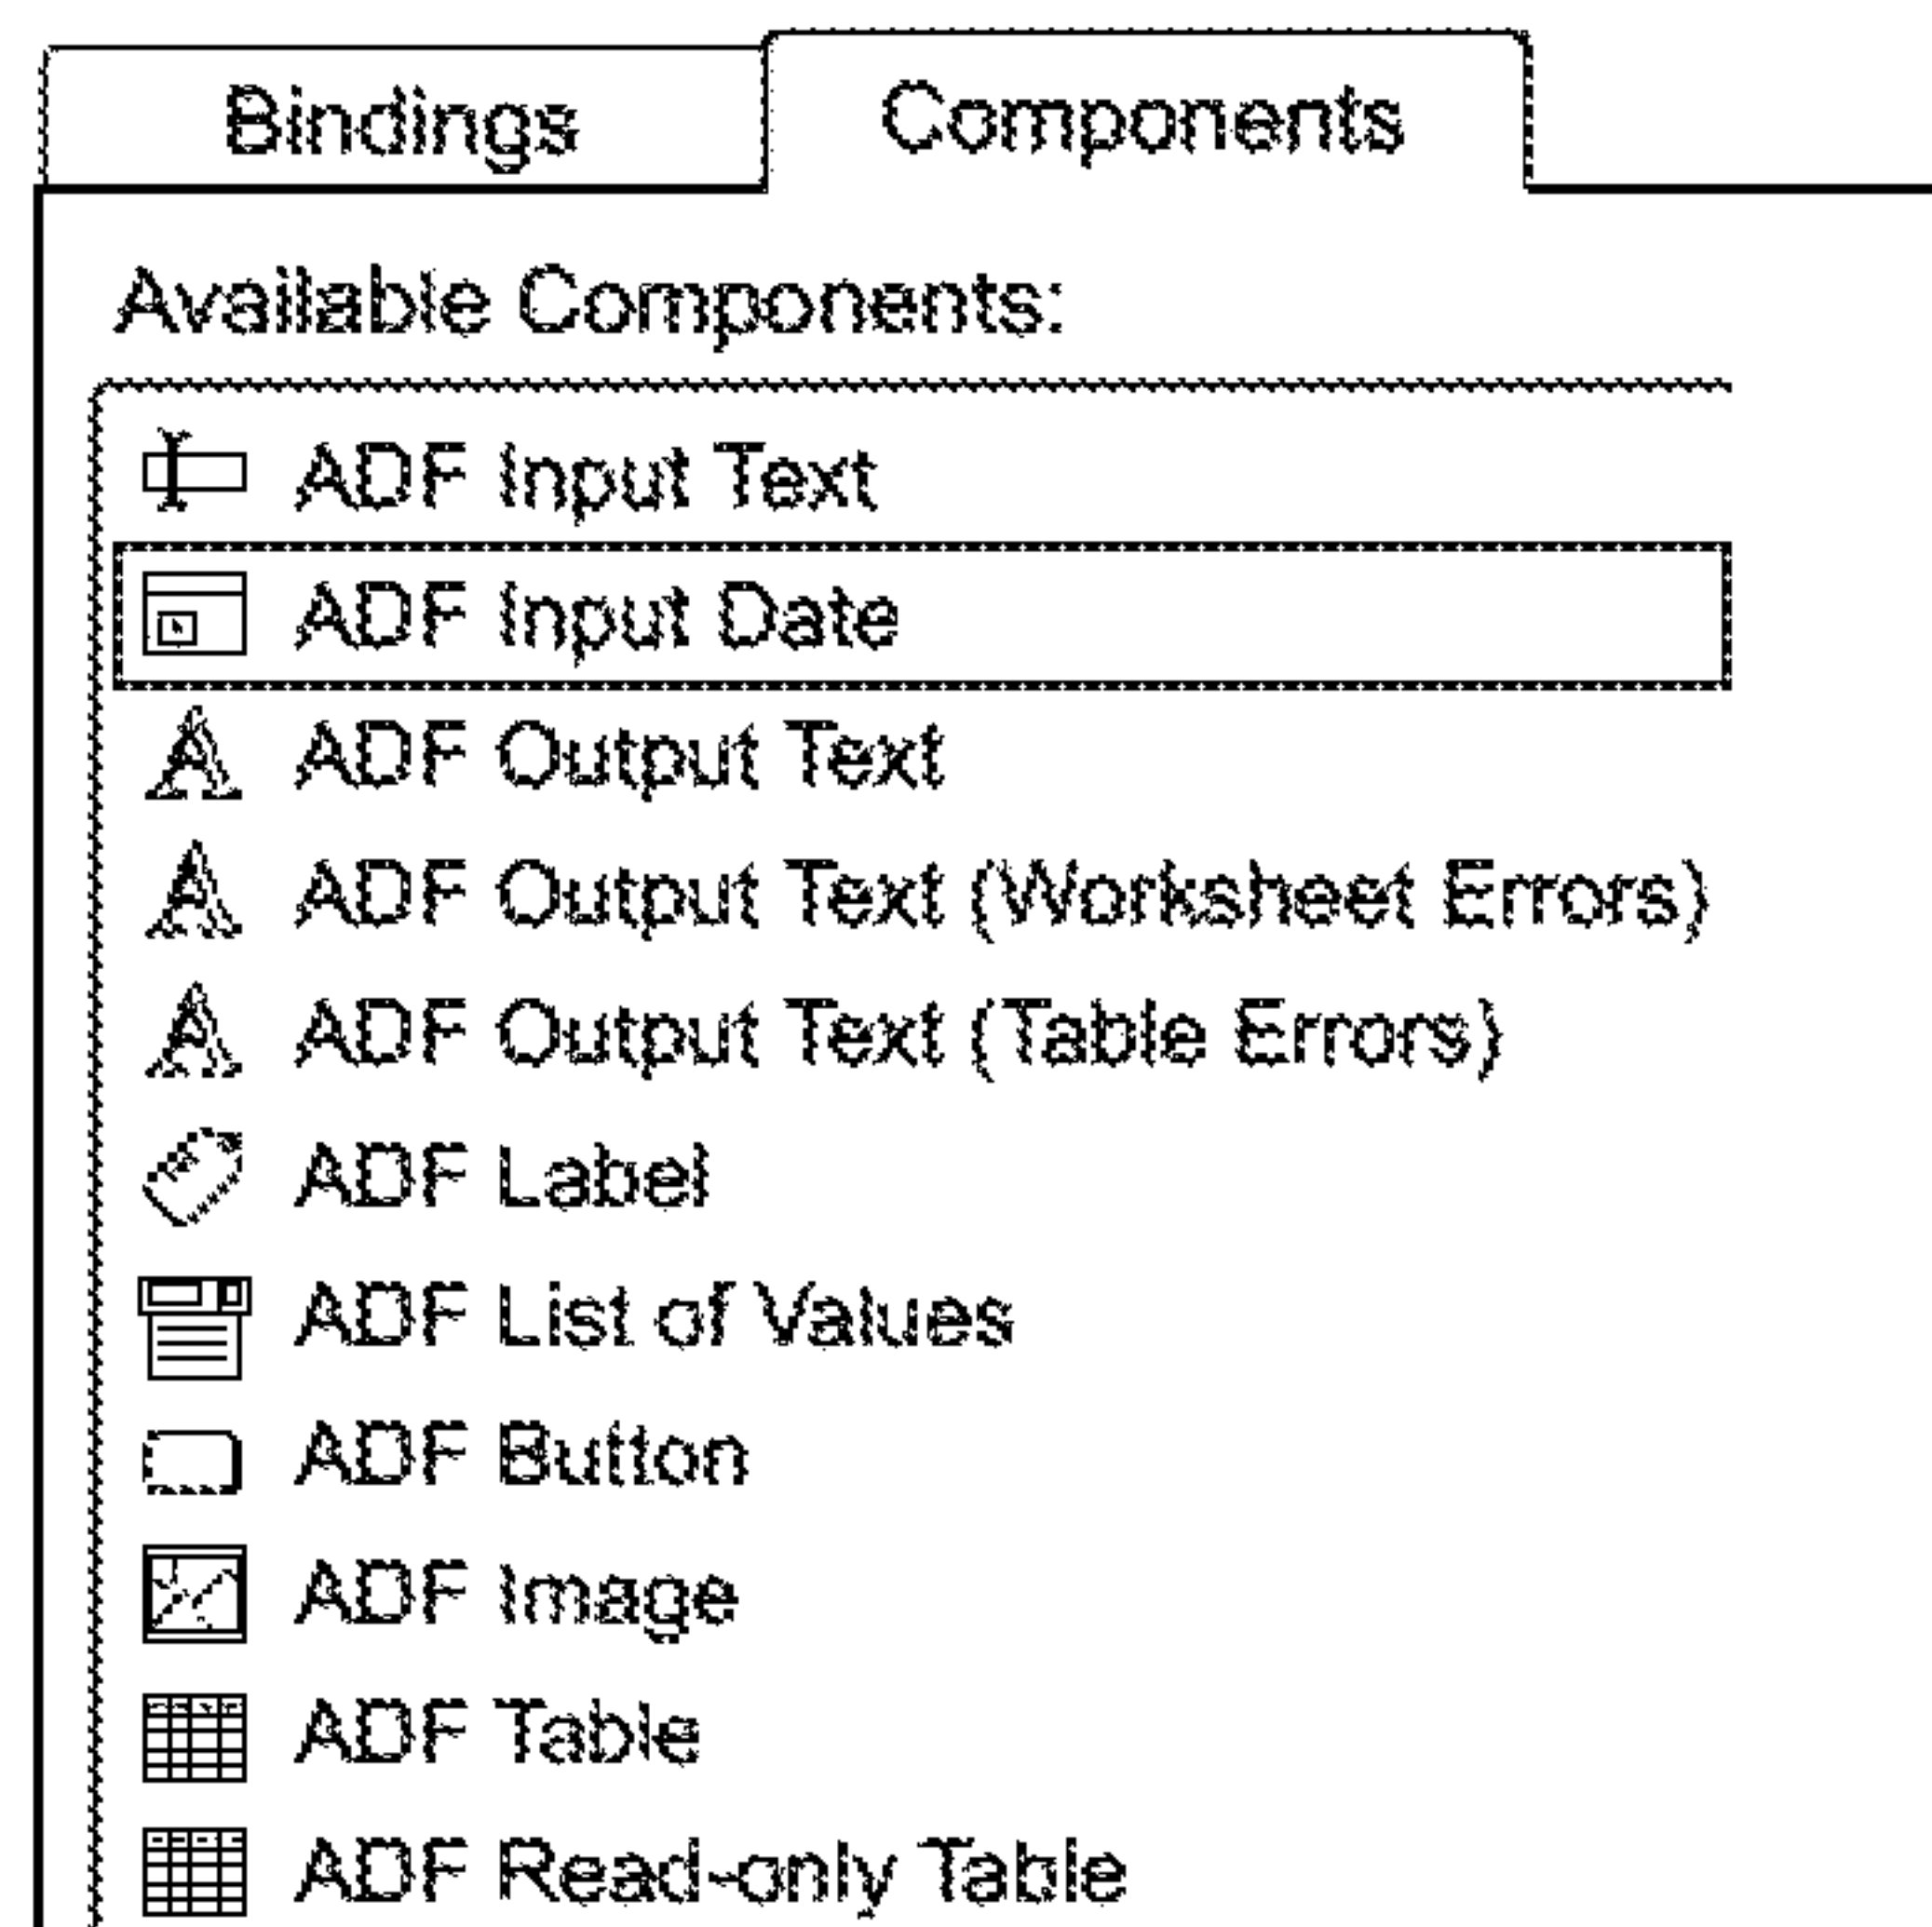 Bindings Components
Available Components:
ADF Input Text
ADF Input Date
ADF Output Text
ADF Output Text (Worksheet Errors)
ADF Output Text (Table Errors)
ADF Label
ADF List of Values
ADF Button
ADF Image
ADF Table
ADF Read-only Table